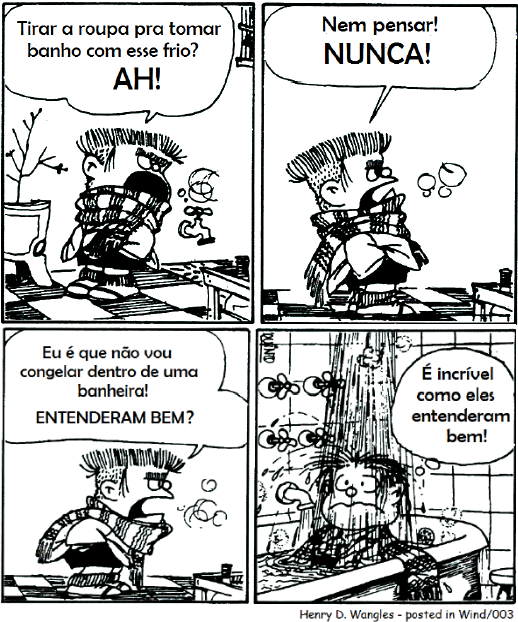 Tirar a roupa pra tomar
banho com esse frio?
AH!
Nem pensar!
NUNCA!
Eu é que não vou
congelar dentro de uma
banheira!
ENTENDERAM BEM?
É incrível
como eles
entenderam
bem!
Henry D. Wangles - posted in Wind/003